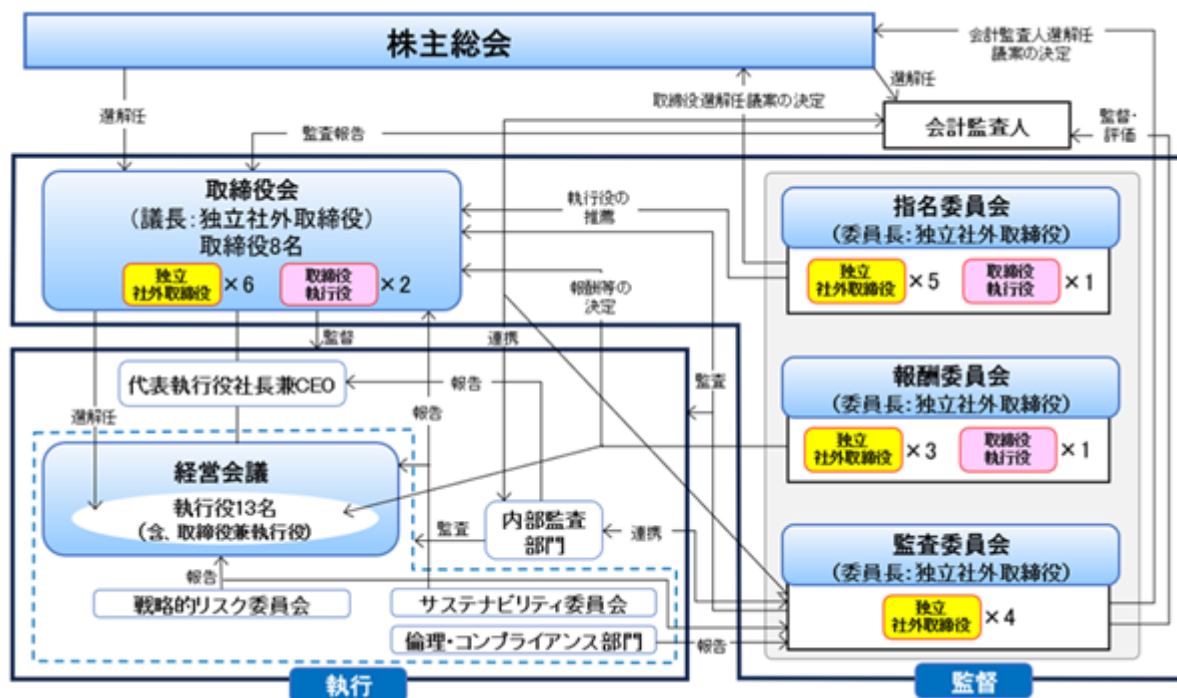 株主総会
会計監査人選解任
議案の決定
選解任
取締役選解任議案の決定
選解任
監査報告
会計監査人
監督・
評価
取締役会
(議長:独立社外取締役)
取締役8名
独立
社外取締役
×6
取締役
執行役
×2
執行役の
推薦
指名委員会
(委員長:独立社外取締役)
独立
社外取締役
×5
取締役
執行役
×1
報酬等の
決定
監督
連携
代表執行役社長兼CEO
報告
報告
監査
選解任
報酬委員会
(委員長:独立社外取締役)
独立
社外取締役
×3
取締役
執行役
×1
経営会議
執行役13名
(含、取締役兼執行役)
監査
内部監査
部門
連携
監査委員会
(委員長:独立社外取締役)
独立
社外取締役
×4
報告
戦略的リスク委員会
サステナビリティ委員会
倫理・コンプライアンス部門
報告
執行
監督